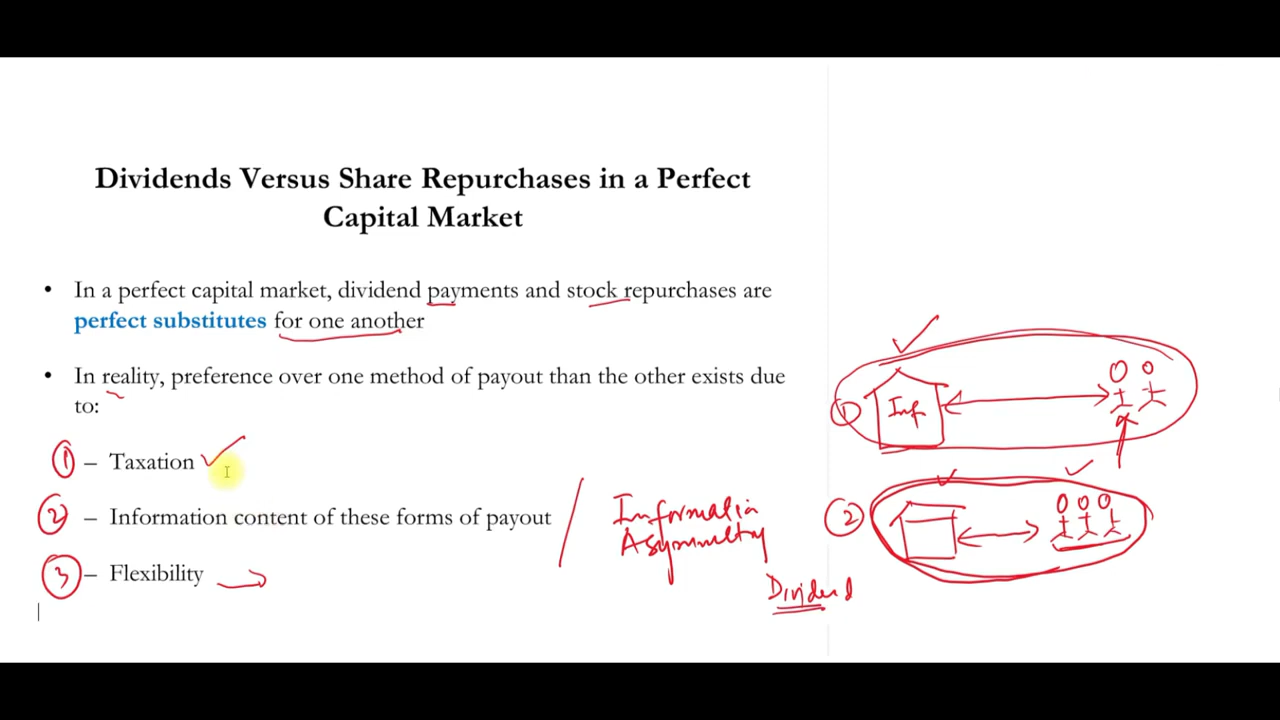 Dividends Versus Share Repurchases in a Perfect
Capital Market
• In a perfect capital market, dividend payments and stock repurchases are
perfect substitutes for one another
• In reality, preference over one method of payout than the other exists due
to:
1 – Taxation
2 – Information content of these forms of payout
3 – Flexibility
Information
Asymmetry
Dividend
1
Inf
2